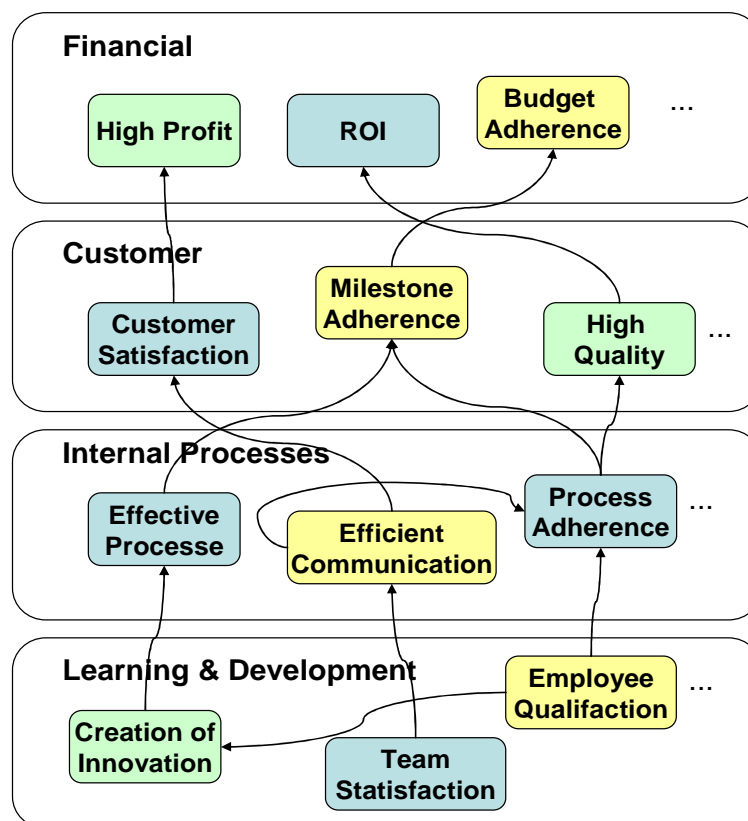 Financial
High Profit
ROI
Budget
Adherence
...
Customer
Customer
Satisfaction
Milestone
Adherence
High
Quality
...
Internal Processes
Effective
Processe
Efficient
Communication
Process
Adherence
...
Learning & Development
Creation of
Innovation
Team
Statisfaction
Employee
Qualifaction
...